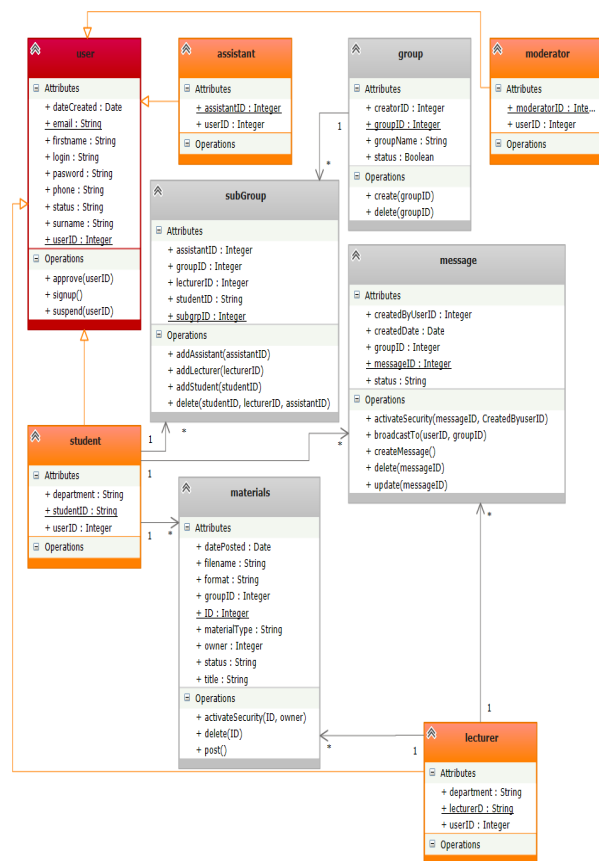 user
Attributes
+ dateCreated : Date
+ email : String
+ firstname : String
+ login : String
+ pasword : String
+ phone : String
+ status : String
+ surname : String
+ userID : Integer
Operations
+ approve(userID)
+ signup()
+ suspend(userID)
assistant
Attributes
+ assistantID : Integer
+ userID : Integer
Operations
group
Attributes
+ creatorID : Integer
+ groupID : Integer
+ groupName : String
+ status : Boolean
Operations
+ create(groupID)
+ delete(groupID)
moderator
Attributes
+ moderatorID : Inte...
+ userID : Integer
Operations
1
*
subGroup
Attributes
+ assistantID : Integer
+ groupID : Integer
+ lecturerID : Integer
+ studentID : String
+ subgrpID : Integer
Operations
+ addAssistant(assistantID)
+ addLecturer(lecturerID)
+ addStudent(studentID)
+ delete(studentID, lecturerID, assistantID)
message
Attributes
+ createdByUserID : Integer
+ createdDate : Date
+ groupID : Integer
+ messageID : Integer
+ status : String
Operations
+ activateSecurity(messageID, CreatedByuserID)
+ broadcastTo(userID, groupID)
+ createMessage()
+ delete(messageID)
+ update(messageID)
student
Attributes
+ department : String
+ studentID : String
+ userID : Integer
Operations
1
*
1
*
1
*
materials
Attributes
+ datePosted : Date
+ filename : String
+ format : String
+ groupID : Integer
+ ID : Integer
+ materialType : String
+ owner : Integer
+ status : String
+ title : String
Operations
+ activateSecurity(ID, owner)
+ delete(ID)
+ post()
*
1
*
1
lecturer
Attributes
+ department : String
+ lecturerD : String
+ userID : Integer
Operations